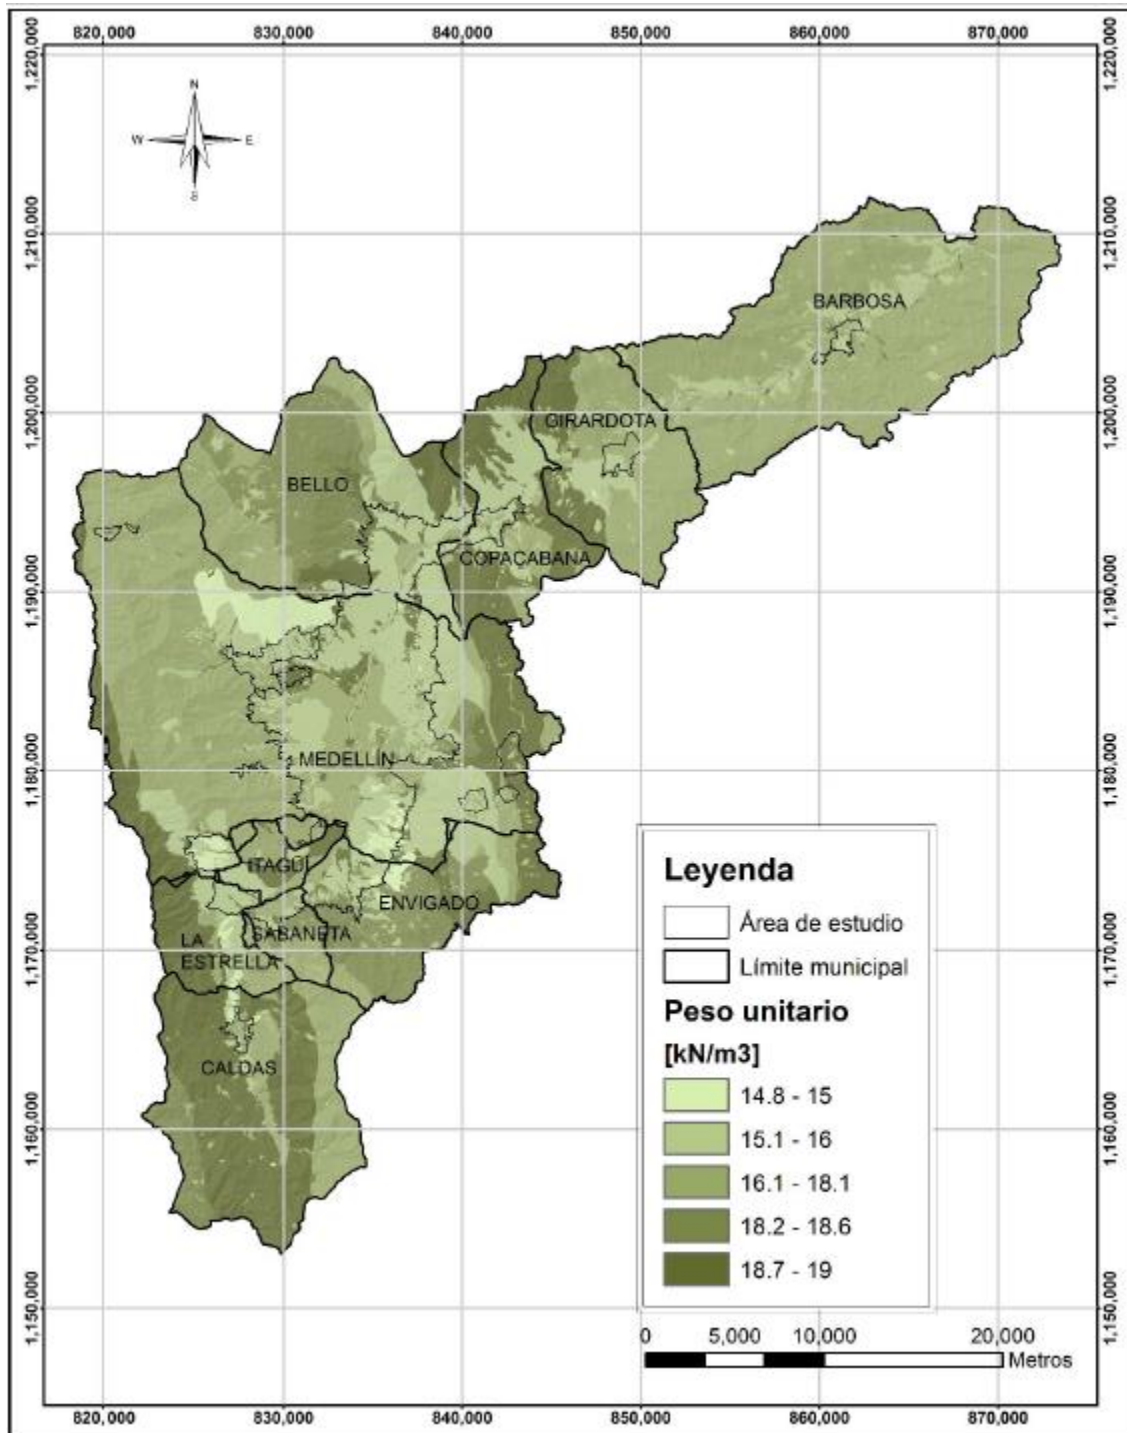 820,000 830,000 840,000 850,000 860,000 870,000
1,220,000 1,220,000
N
W E
S
1,210,000 1,210,000
BARBOSA
1,200,000 1,200,000
GIRARDOTA
BELLO
COPACABANA
1,190,000 1,190,000
MEDELLÍN
1,180,000 1,180,000
ITAGUÍ
ENVIGADO
SABANETA
LA
ESTRELLA
1,170,000 1,170,000
CALDAS
1,160,000 1,160,000
1,150,000 1,150,000
Leyenda
Área de estudio
Límite municipal
Peso unitario
[kN/m3]
14.8 - 15
15.1 - 16
16.1 - 18.1
18.2 - 18.6
18.7 - 19
0 5,000 10,000 20,000
Metros
820,000 830,000 840,000 850,000 860,000 870,000